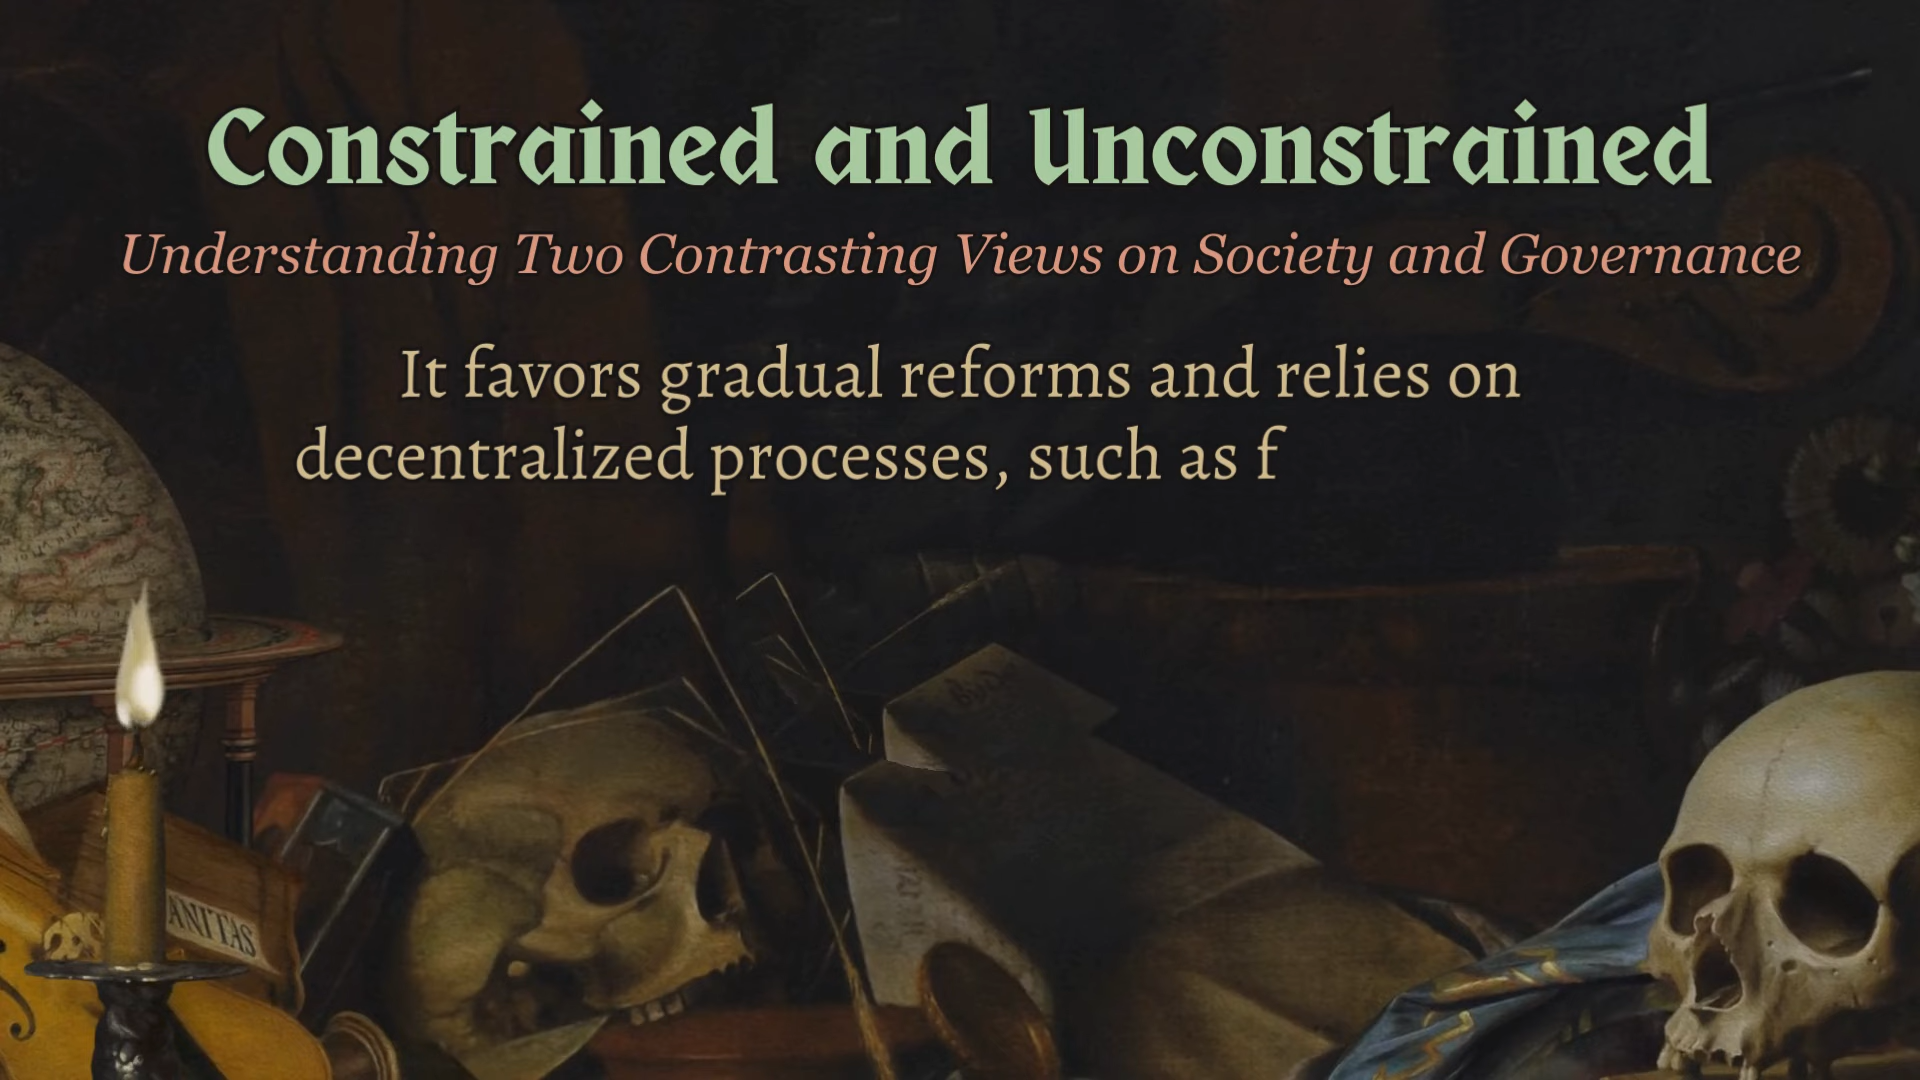 Constrained and Unconstrained
Understanding Two Contrasting Views on Society and Governance
It favors gradual reforms and relies on
decentralized processes, such as f
ANITAS